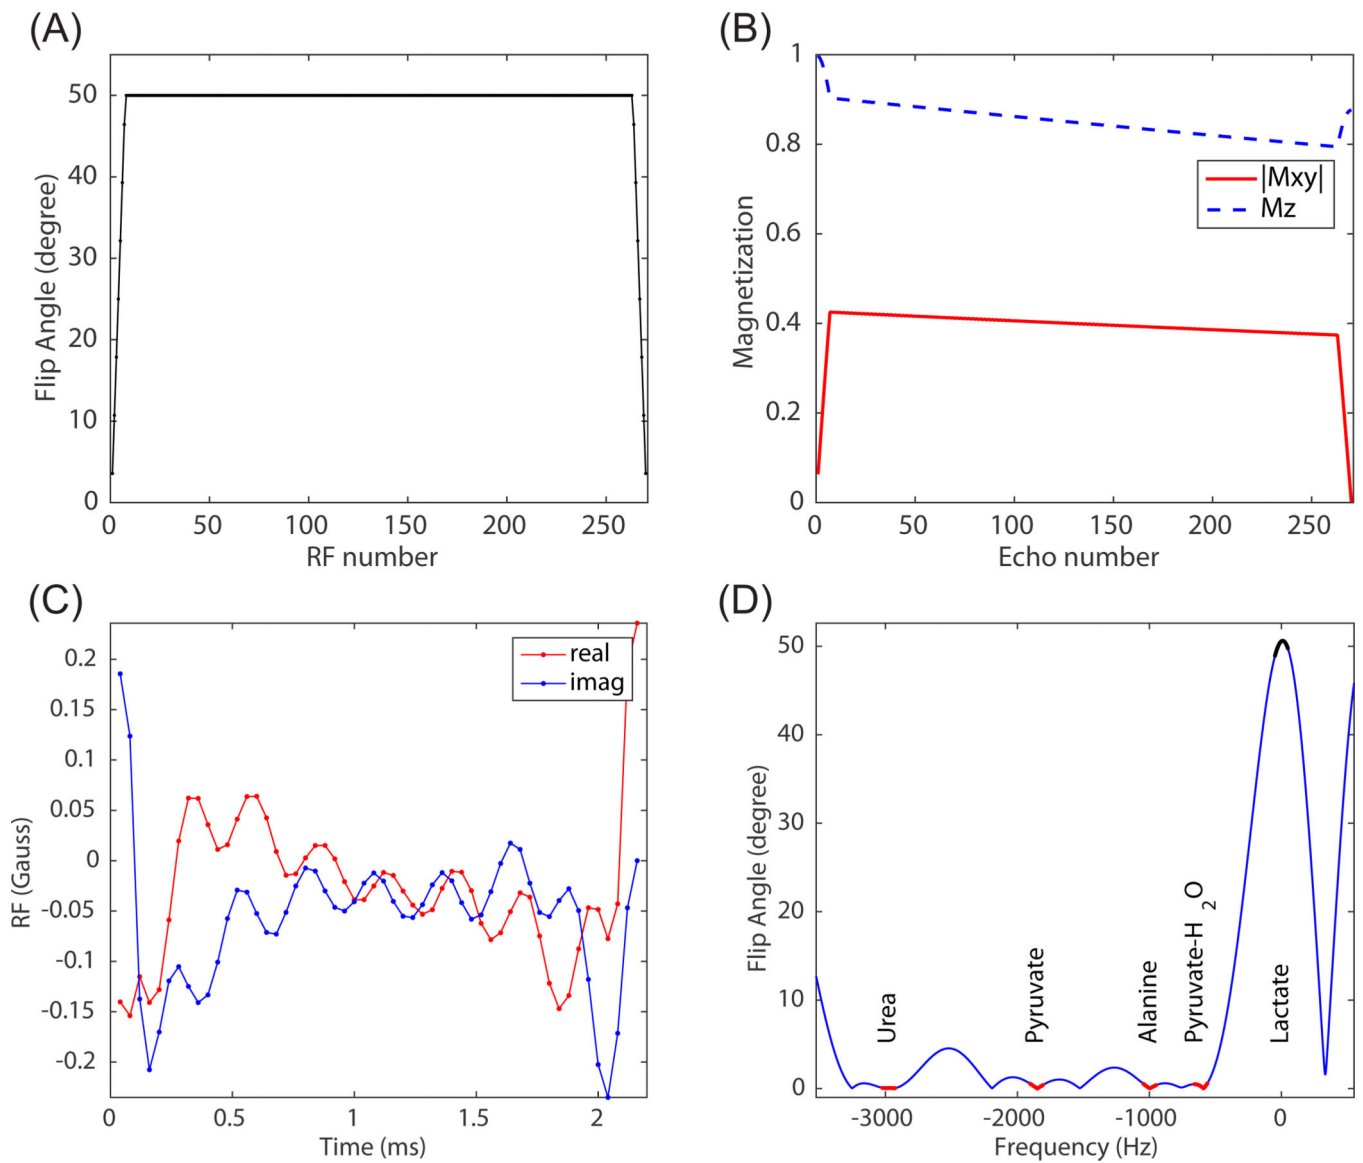 (A)
50
40
30
20
10
0
Flip Angle (degree)
0 50 100 150 200 250
RF number
(B)
1
0.8
0.6
0.4
0.2
0
Magnetization
|Mxy|
Mz
0 50 100 150 200 250
Echo number
(C)
0.2
0.15
0.1
0.05
0
-0.05
-0.1
-0.15
-0.2
RF (Gauss)
real
imag
0 0.5 1 1.5 2
Time (ms)
(D)
50
40
30
20
10
0
Flip Angle (degree)
Urea
Pyruvate
Alanine
Pyruvate-H2O
Lactate
-3000 -2000 -1000 0
Frequency (Hz)